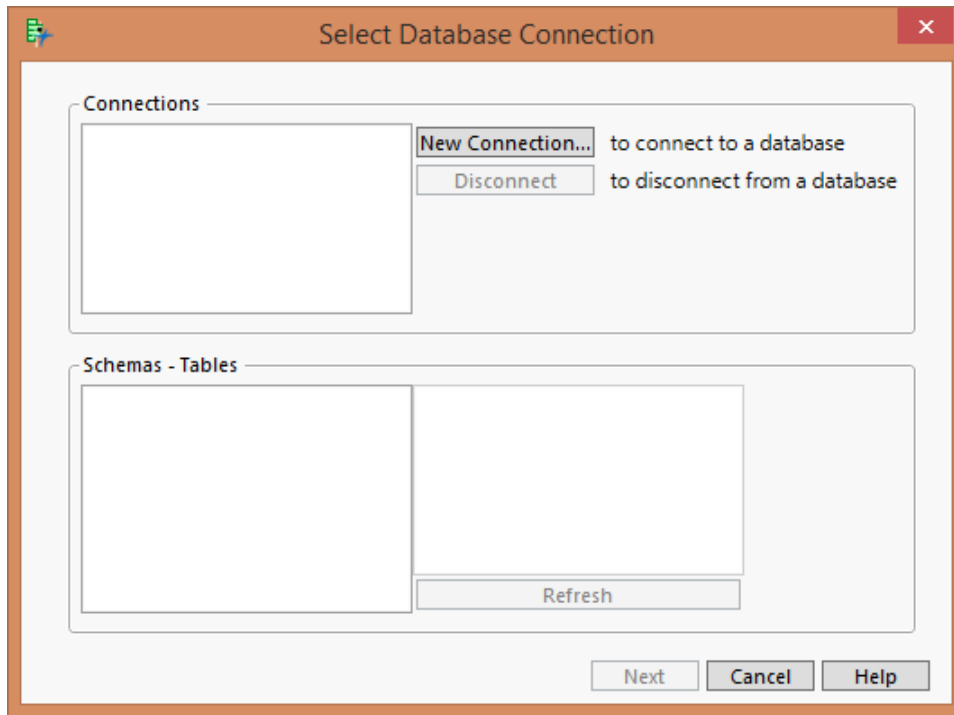 Select Database Connection
Connections
New Connection... to connect to a database
Disconnect to disconnect from a database
Schemas - Tables
Refresh
Next Cancel Help